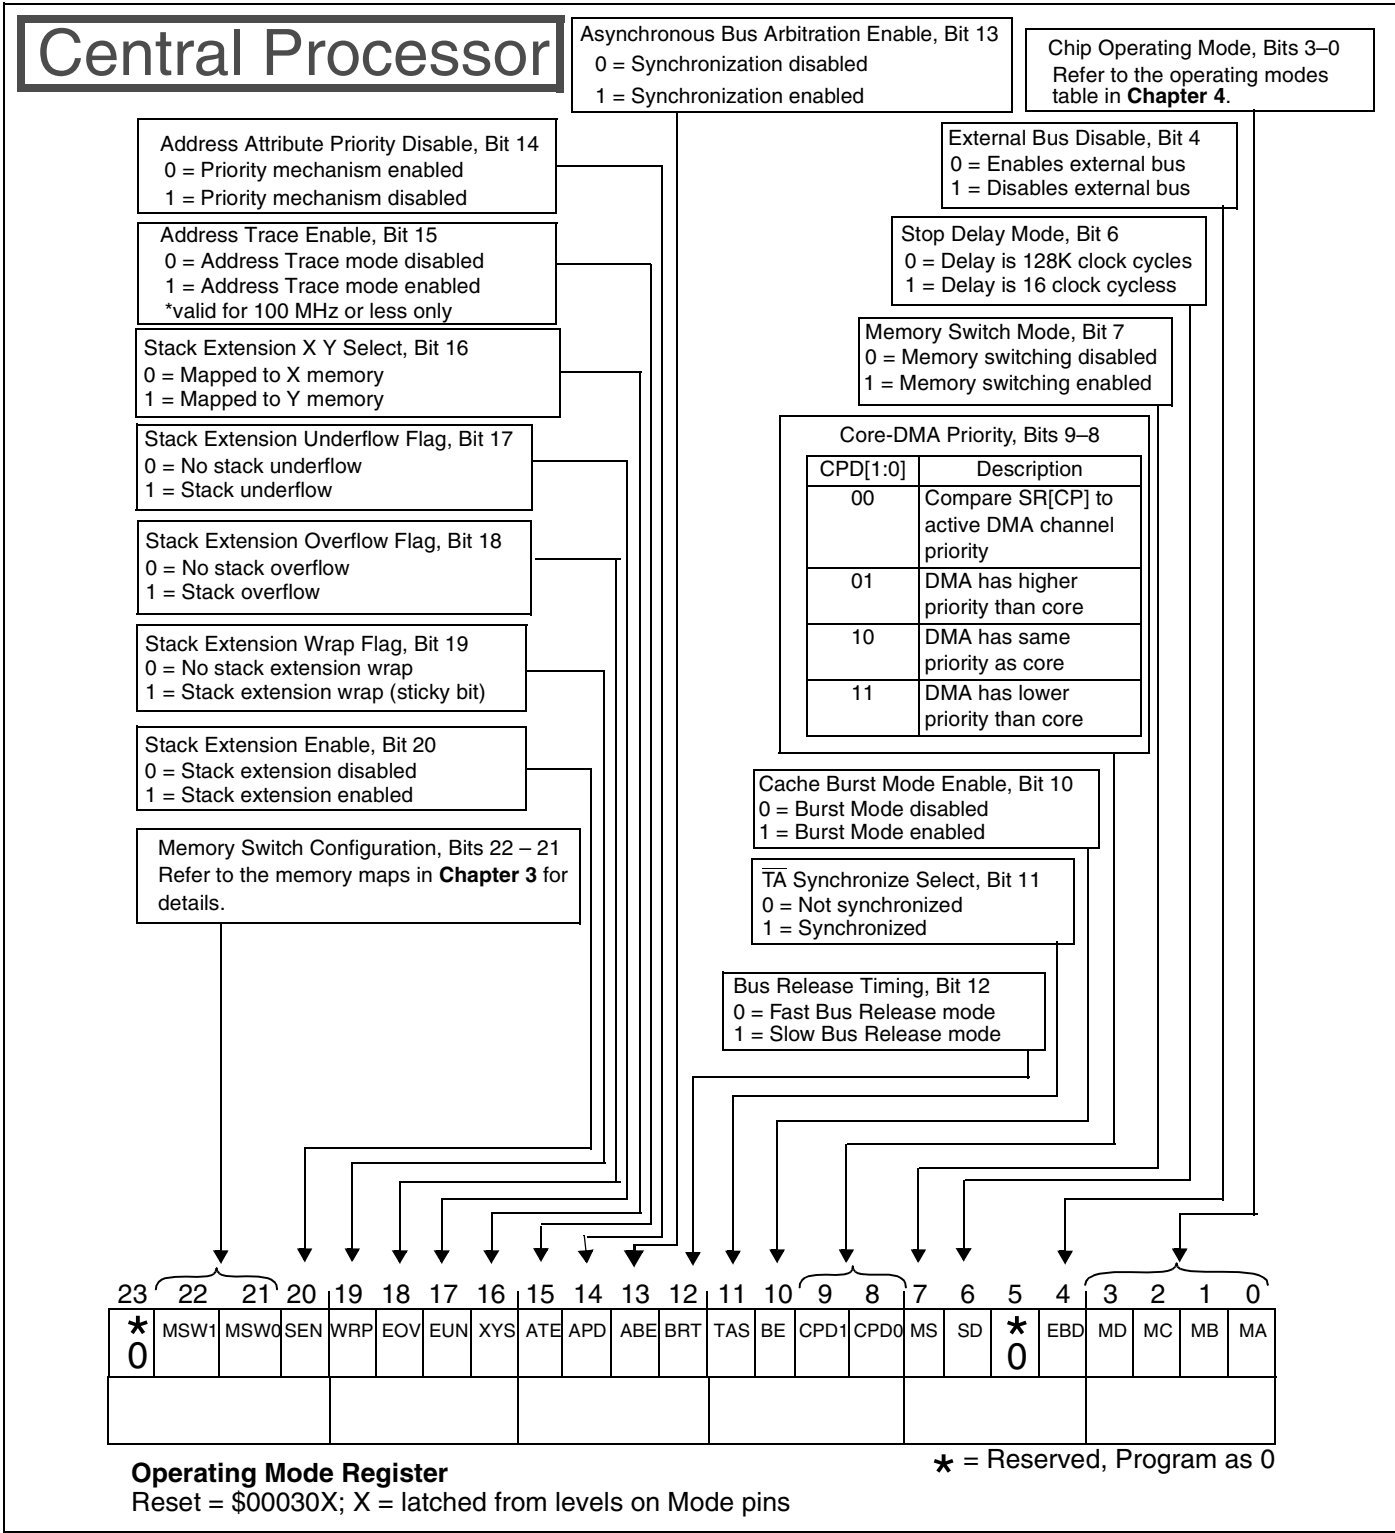 Central Processor
Asynchronous Bus Arbitration Enable, Bit 13
0 = Synchronization disabled
1 = Synchronization enabled
Chip Operating Mode, Bits 3–0
Refer to the operating modes
table in Chapter 4.
Address Attribute Priority Disable, Bit 14
0 = Priority mechanism enabled
1 = Priority mechanism disabled
External Bus Disable, Bit 4
0 = Enables external bus
1 = Disables external bus
Address Trace Enable, Bit 15
0 = Address Trace mode disabled
1 = Address Trace mode enabled
*valid for 100 MHz or less only
Stop Delay Mode, Bit 6
0 = Delay is 128K clock cycles
1 = Delay is 16 clock cycless
Stack Extension X Y Select, Bit 16
0 = Mapped to X memory
1 = Mapped to Y memory
Memory Switch Mode, Bit 7
0 = Memory switching disabled
1 = Memory switching enabled
Stack Extension Underflow Flag, Bit 17
0 = No stack underflow
1 = Stack underflow
Core-DMA Priority, Bits 9–8
CPD[1:0] Description
00 Compare SR[CP] to
active DMA channel
priority
01 DMA has higher
priority than core
10 DMA has same
priority as core
11 DMA has lower
priority than core
Stack Extension Overflow Flag, Bit 18
0 = No stack overflow
1 = Stack overflow
Stack Extension Wrap Flag, Bit 19
0 = No stack extension wrap
1 = Stack extension wrap (sticky bit)
Stack Extension Enable, Bit 20
0 = Stack extension disabled
1 = Stack extension enabled
Cache Burst Mode Enable, Bit 10
0 = Burst Mode disabled
1 = Burst Mode enabled
Memory Switch Configuration, Bits 22 – 21
Refer to the memory maps in Chapter 3 for
details.
TA Synchronize Select, Bit 11
0 = Not synchronized
1 = Synchronized
Bus Release Timing, Bit 12
0 = Fast Bus Release mode
1 = Slow Bus Release mode
23 22 21 20 19 18 17 16 15 14 13 12 11 10 9 8 7 6 5 4 3 2 1 0
* MSW1 MSW0 SEN WRP EOV EUN XYS ATE APD ABE BRT TAS BE CPD1 CPD0 MS SD * EBD MD MC MB MA
0 0
* = Reserved, Program as 0
Operating Mode Register
Reset = $00030X; X = latched from levels on Mode pins